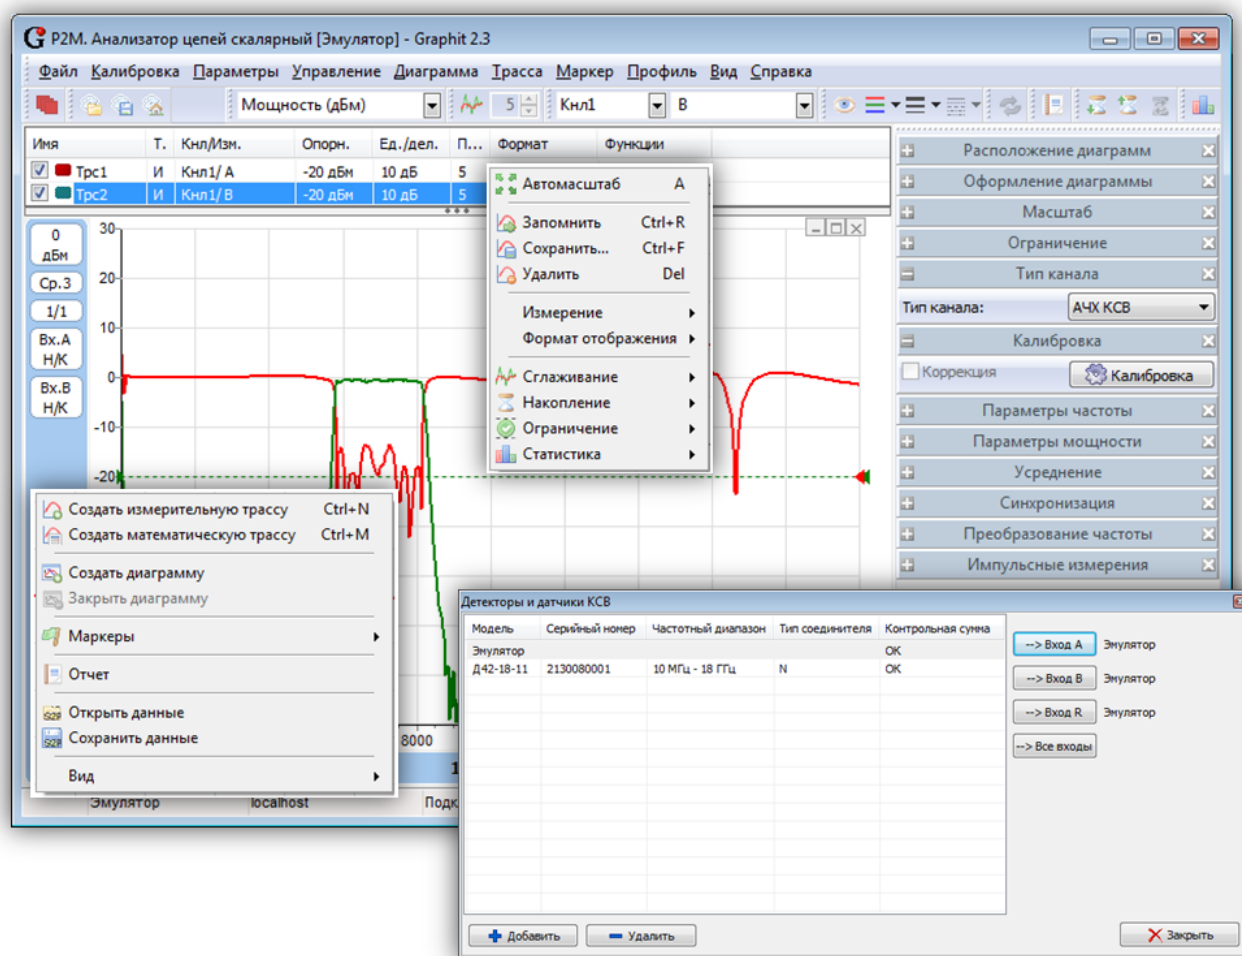 P2M. Анализатор цепей скалярный [Эмулятор] - Graphit 2.3
Файл Калибровка Параметры Управление Диаграмма Трасса Маркер Профиль Вид Справка
Мощность (дБм) 5 Кнл1 B
Имя Т. Кнл/Изм. Опорн. Ед./дел. П... Формат Функции
Трс1 И Кнл1/ A -20 дБм 10 дБ 5
Трс2 И Кнл1/ B -20 дБм 10 дБ 5
0
дБм
Ср.3
1/1
Вх.А
Н/К
Вх.В
Н/К
30
20
10
0
-10
-20
8000
1
Автомасштаб A
Запомнить Ctrl+R
Сохранить... Ctrl+F
Удалить Del
Измерение
Формат отображения
Сглаживание
Накопление
Ограничение
Статистика
Расположение диаграмм
Оформление диаграммы
Масштаб
Ограничение
Тип канала
Тип канала: АЧХ КСВ
Калибровка
Коррекция Калибровка
Параметры частоты
Параметры мощности
Усреднение
Синхронизация
Преобразование частоты
Импульсные измерения
Создать измерительную трассу Ctrl+N
Создать математическую трассу Ctrl+M
Создать диаграмму
Закрыть диаграмму
Маркеры
Отчет
Открыть данные
Сохранить данные
Вид
Эмулятор localhost Подк
Детекторы и датчики КСВ
Модель Серийный номер Частотный диапазон Тип соединителя Контрольная сумма
Эмулятор OK
Д42-18-11 2130080001 10 МГц - 18 ГГц N OK
--> Вход A Эмулятор
--> Вход B Эмулятор
--> Вход R Эмулятор
--> Все входы
Добавить Удалить Закрыть